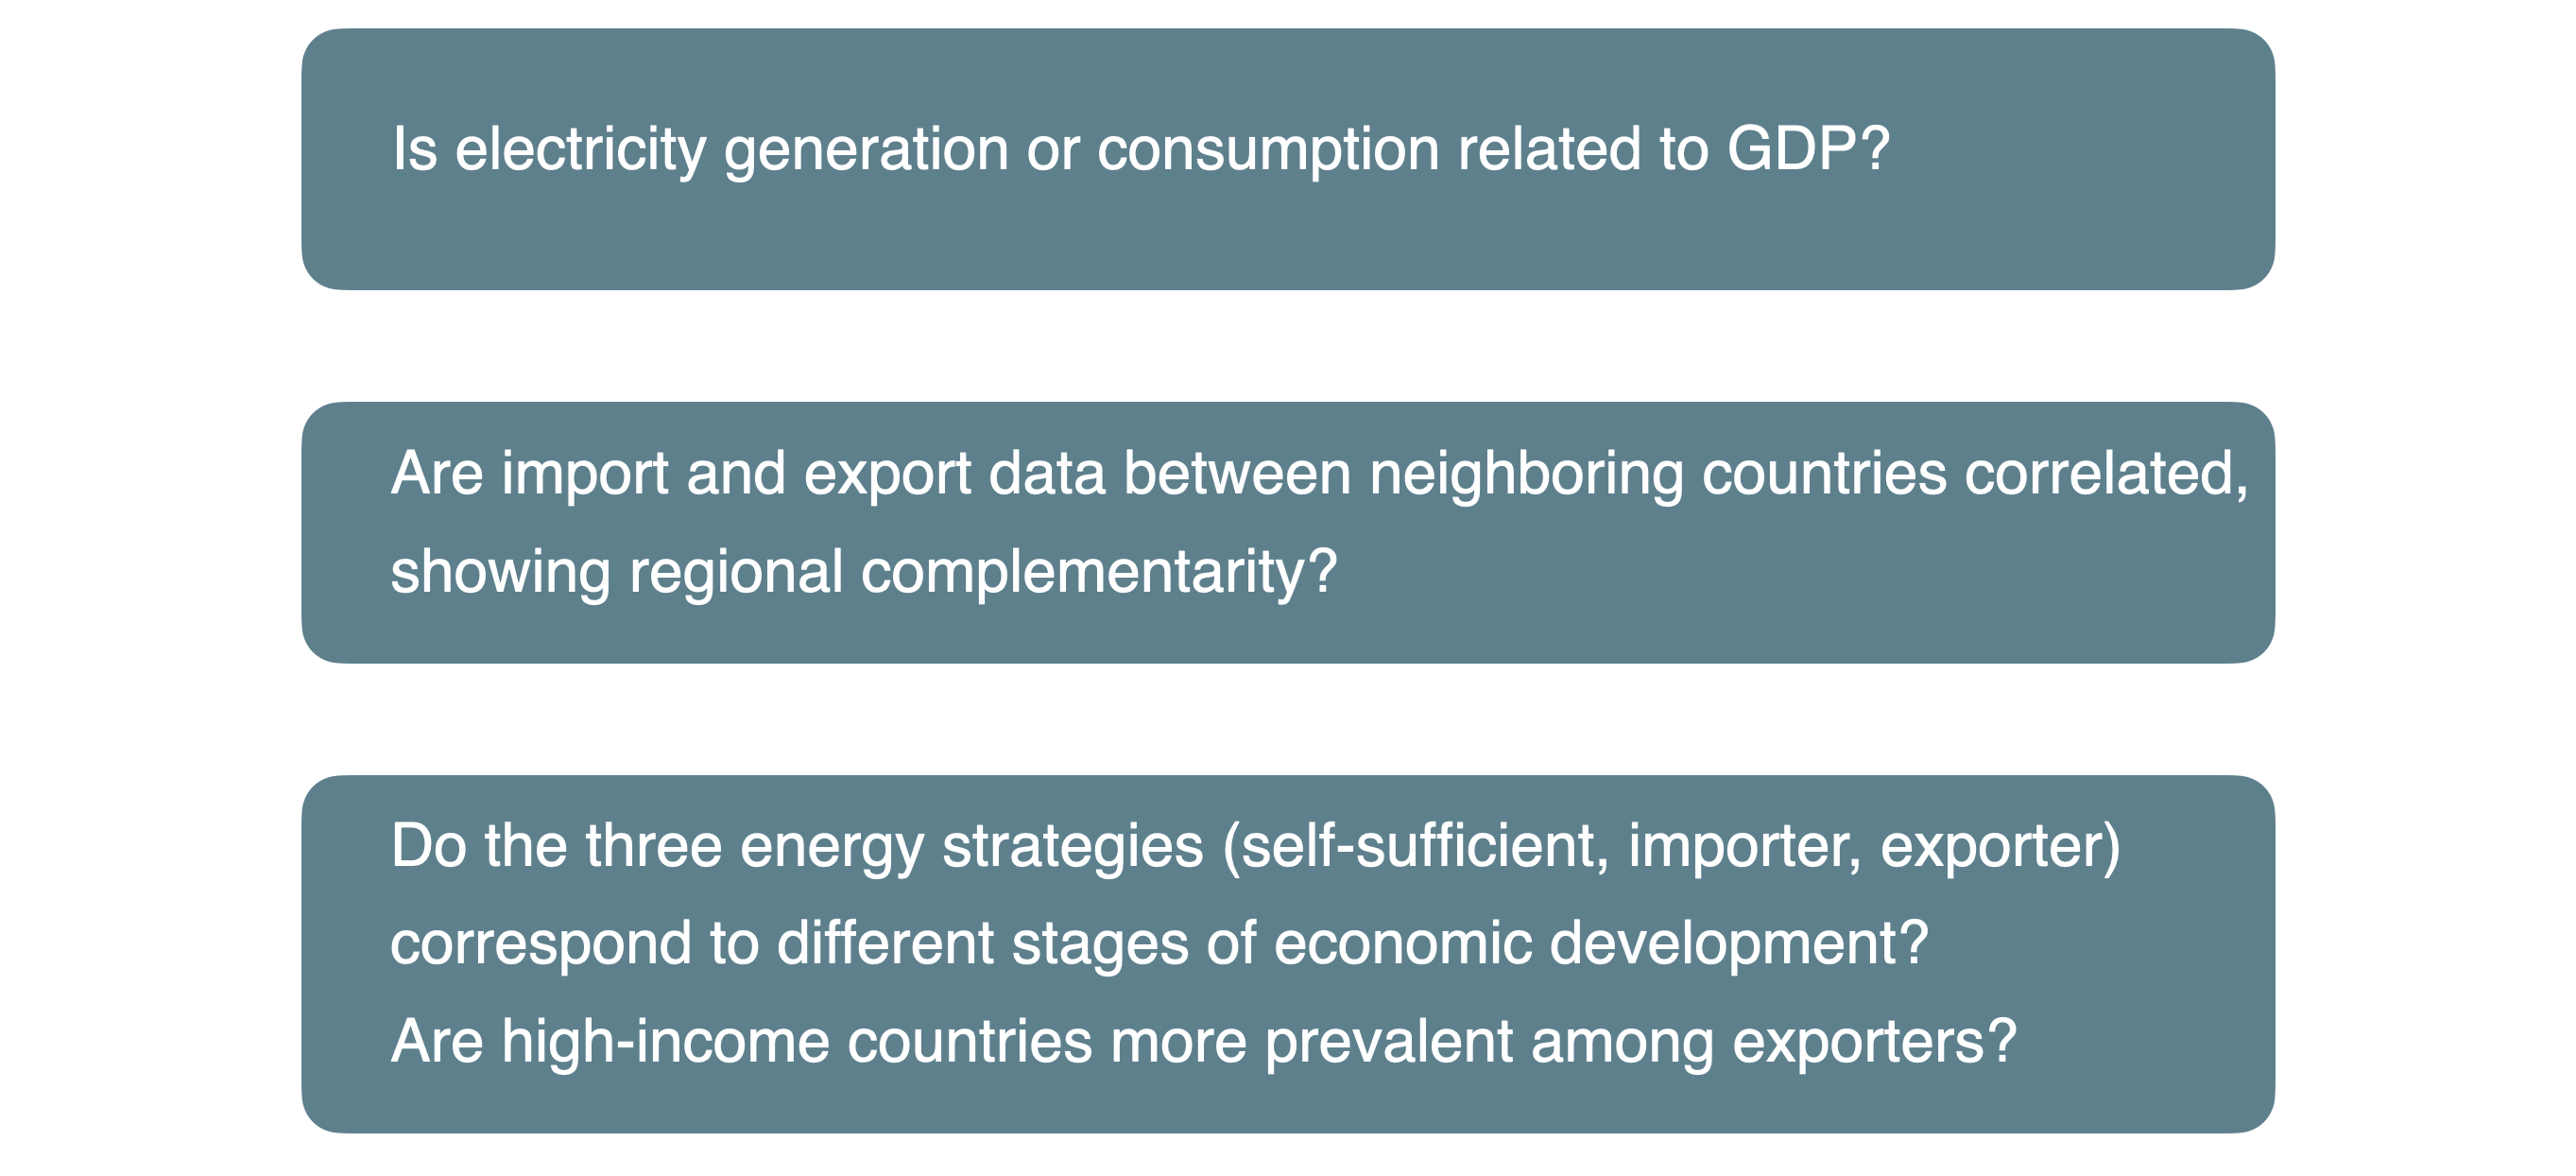 Is electricity generation or consumption related to GDP?
Are import and export data between neighboring countries correlated,
showing regional complementarity?
Do the three energy strategies (self-sufficient, importer, exporter)
correspond to different stages of economic development?
Are high-income countries more prevalent among exporters?